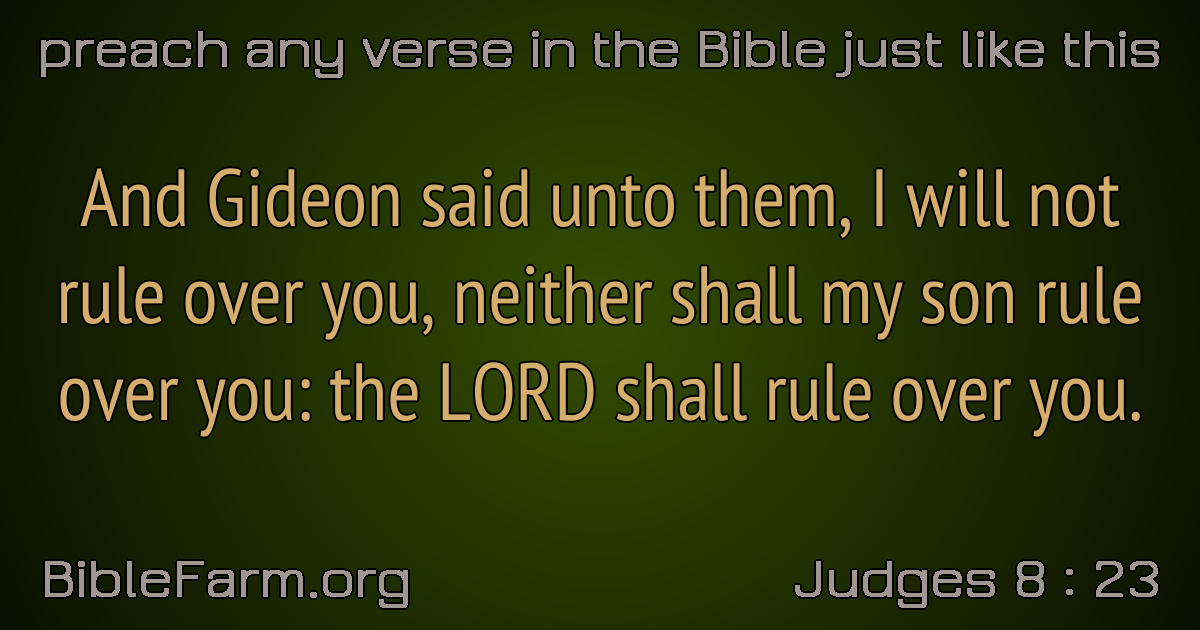 preach any verse in the Bible just like this
And Gideon said unto them, I will not
rule over you, neither shall my son rule
over you: the LORD shall rule over you.
BibleFarm.org
Judges 8 : 23